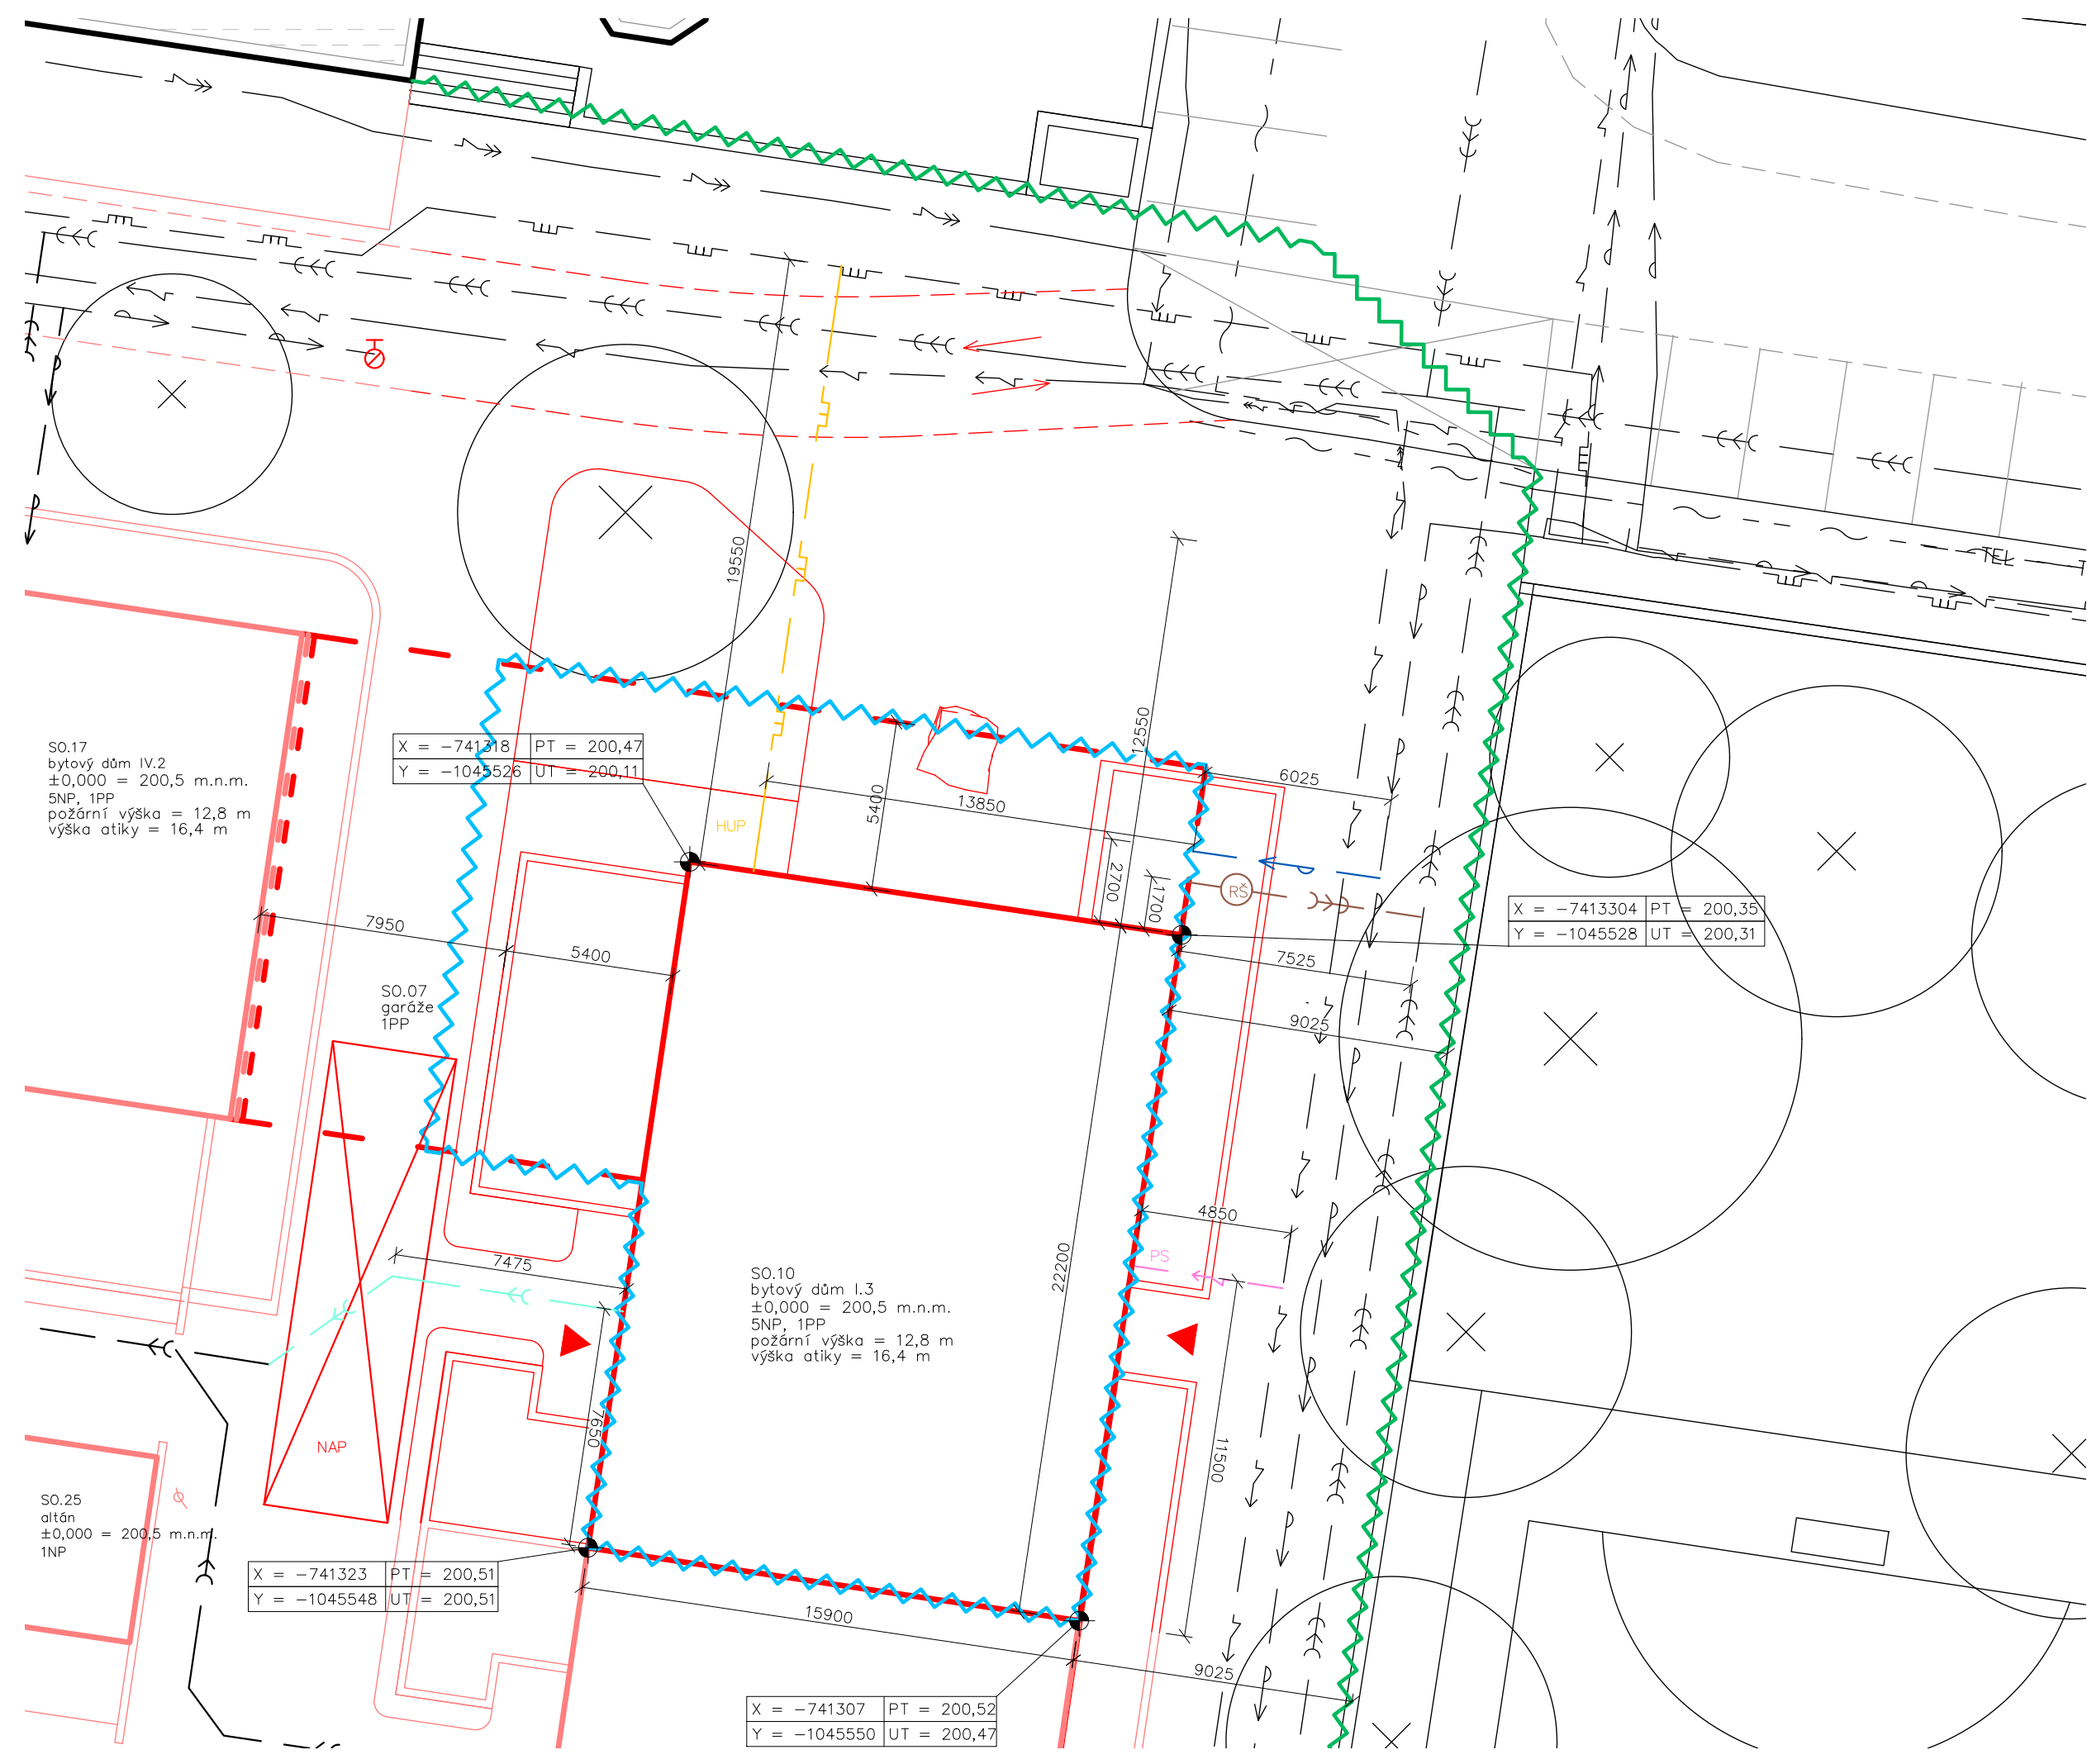 TEL
T
19550
SO.17
bytový dům IV.2
±0,000 = 200,5 m.n.m.
5NP, 1PP
požární výška = 12,8 m
výška atiky = 16,4 m
X = −741318 PT = 200,47
Y = −1045526 UT = 200,11
12550
6025
5400
13850
HUP
2700
1700
RŠ
X = −7413304 PT = 200,35
Y = −1045528 UT = 200,31
7950
5400
7525
SO.07
garáže
1PP
9025
4850
PS
7475
22200
SO.10
bytový dům I.3
±0,000 = 200,5 m.n.m.
5NP, 1PP
požární výška = 12,8 m
výška atiky = 16,4 m
7650
11500
NAP
SO.25
altán
±0,000 = 200,5 m.n.m.
1NP
X = −741323 PT = 200,51
Y = −1045548 UT = 200,51
15900
9025
X = −741307 PT = 200,52
Y = −1045550 UT = 200,47